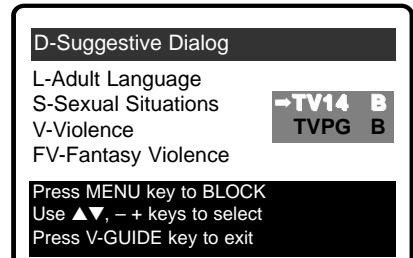 D-Suggestive Dialog
L-Adult Language
S-Sexual Situations ➡TV14 B
V-Violence TVPG B
FV-Fantasy Violence
Press MENU key to BLOCK
Use ▲▼, – + keys to select
Press V-GUIDE key to exit